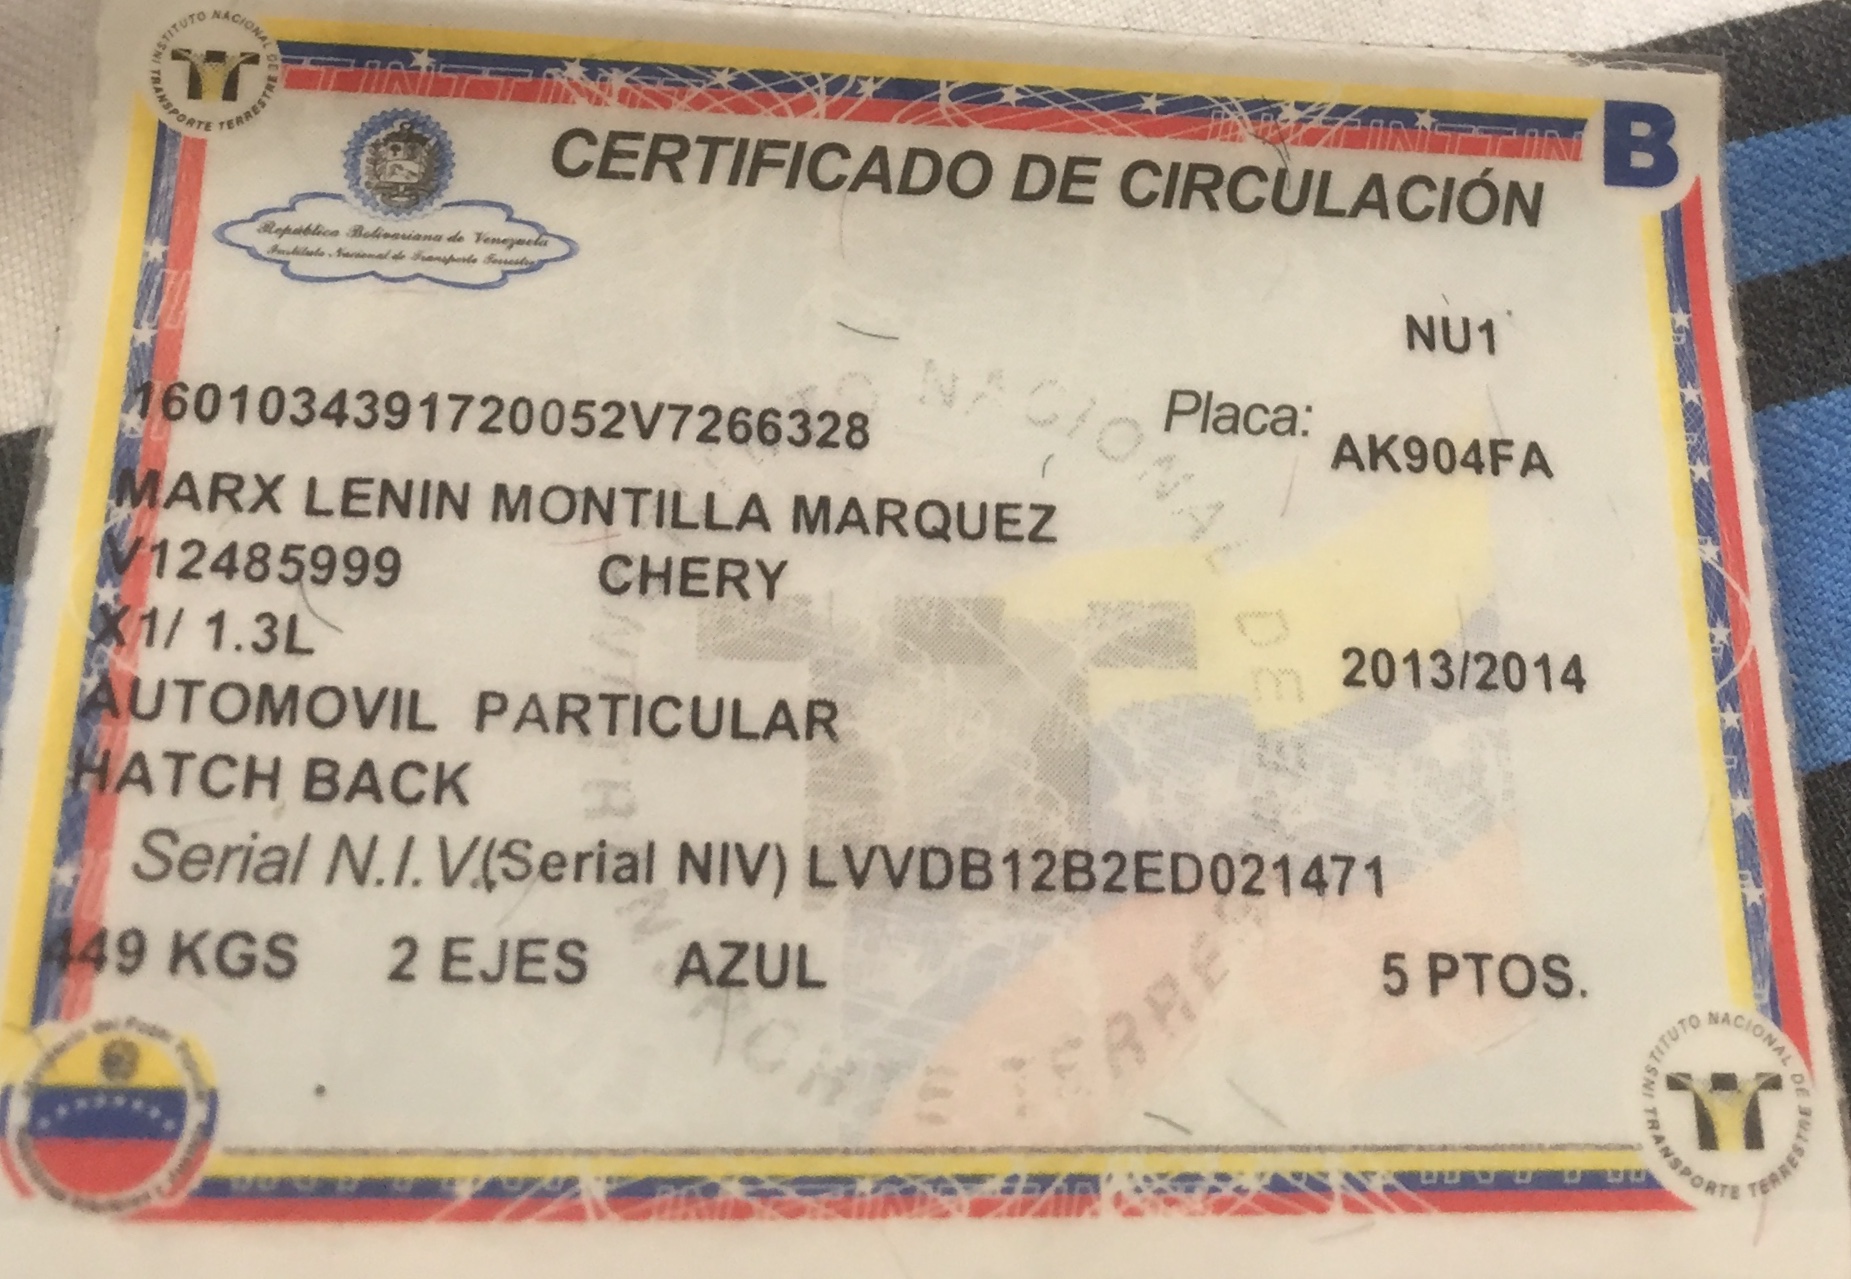 INSTITUTO NACIONAL DE TRANSPORTE TERRESTRE
B
CERTIFICADO DE CIRCULACIÓN
República Bolivariana de Venezuela
Instituto Nacional de Transporte Terrestre
NU1
1601034391720052V7266328
Placa: AK904FA
MARX LENIN MONTILLA MARQUEZ
V12485999 CHERY
X1/ 1.3L
2013/2014
AUTOMOVIL PARTICULAR
HATCH BACK
Serial N.I.V.(Serial NIV) LVVDB12B2ED021471
449 KGS 2 EJES AZUL 5 PTOS.
INSTITUTO NACIONAL DE TRANSPORTE TERRESTRE